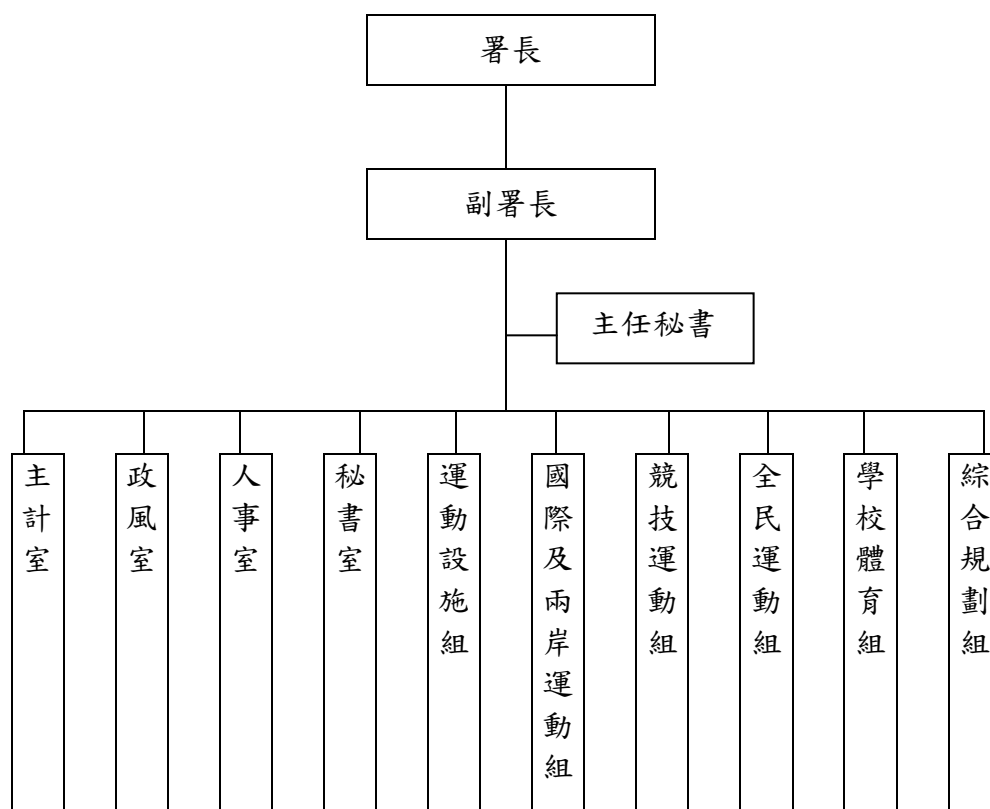 署長
副署長
主任秘書
主計室
政風室
人事室
秘書室
運動設施組
國際及兩岸運動組
競技運動組
全民運動組
學校體育組
綜合規劃組